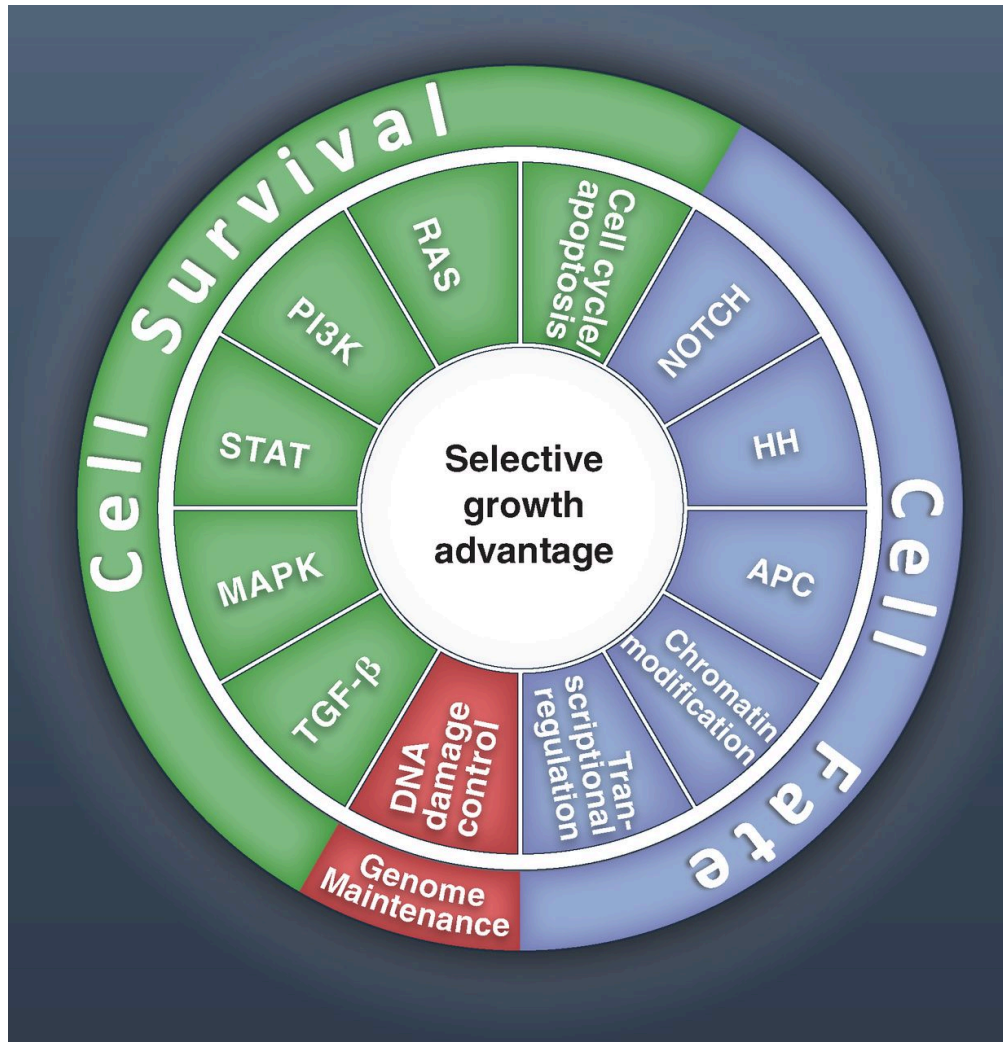 Cell Survival
Cell Fate
Genome
Maintenance
Cell cycle/
apoptosis
NOTCH
HH
APC
Chromatin
modification
Tran-
scriptional
regulation
DNA
damage
control
TGF-β
MAPK
STAT
PI3K
RAS
Selective
growth
advantage